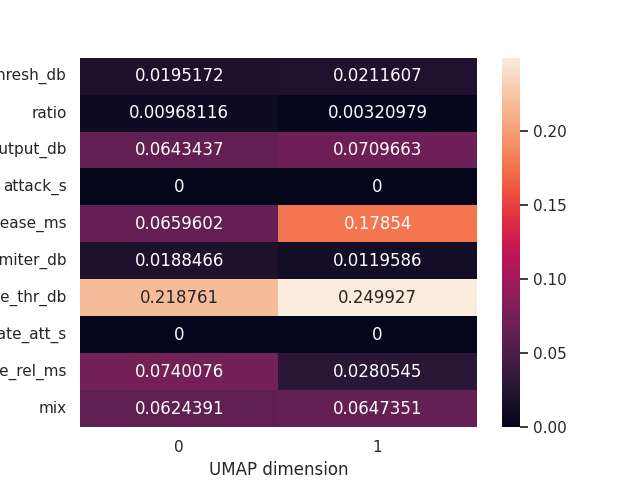 hresh_db 0.0195172 0.0211607
ratio 0.00968116 0.00320979
utput_db 0.0643437 0.0709663
attack_s 0 0
ease_ms 0.0659602 0.17854
miter_db 0.0188466 0.0119586
e_thr_db 0.218761 0.249927
ate_att_s 0 0
e_rel_ms 0.0740076 0.0280545
mix 0.0624391 0.0647351
0 1
UMAP dimension
0.20
0.15
0.10
0.05
0.00